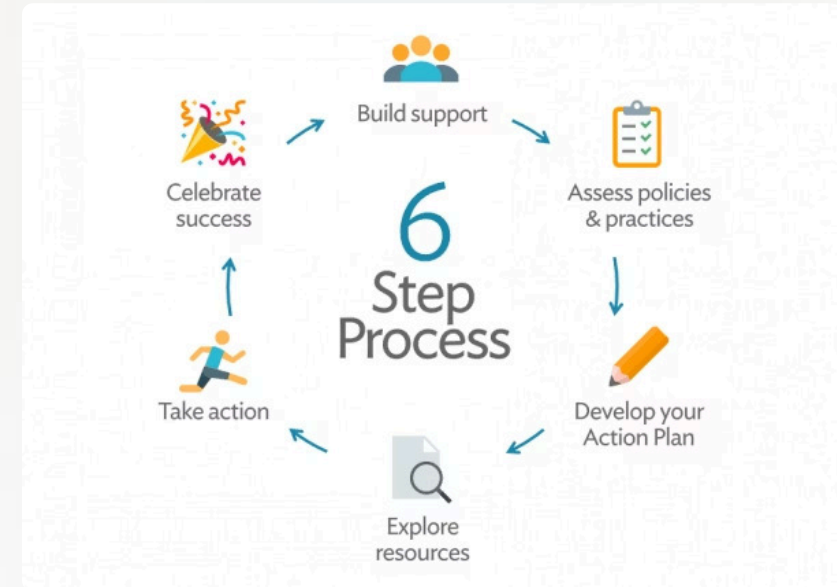 Build support
Assess policies
& practices
Develop your
Action Plan
Explore
resources
Take action
Celebrate
success
6
Step
Process